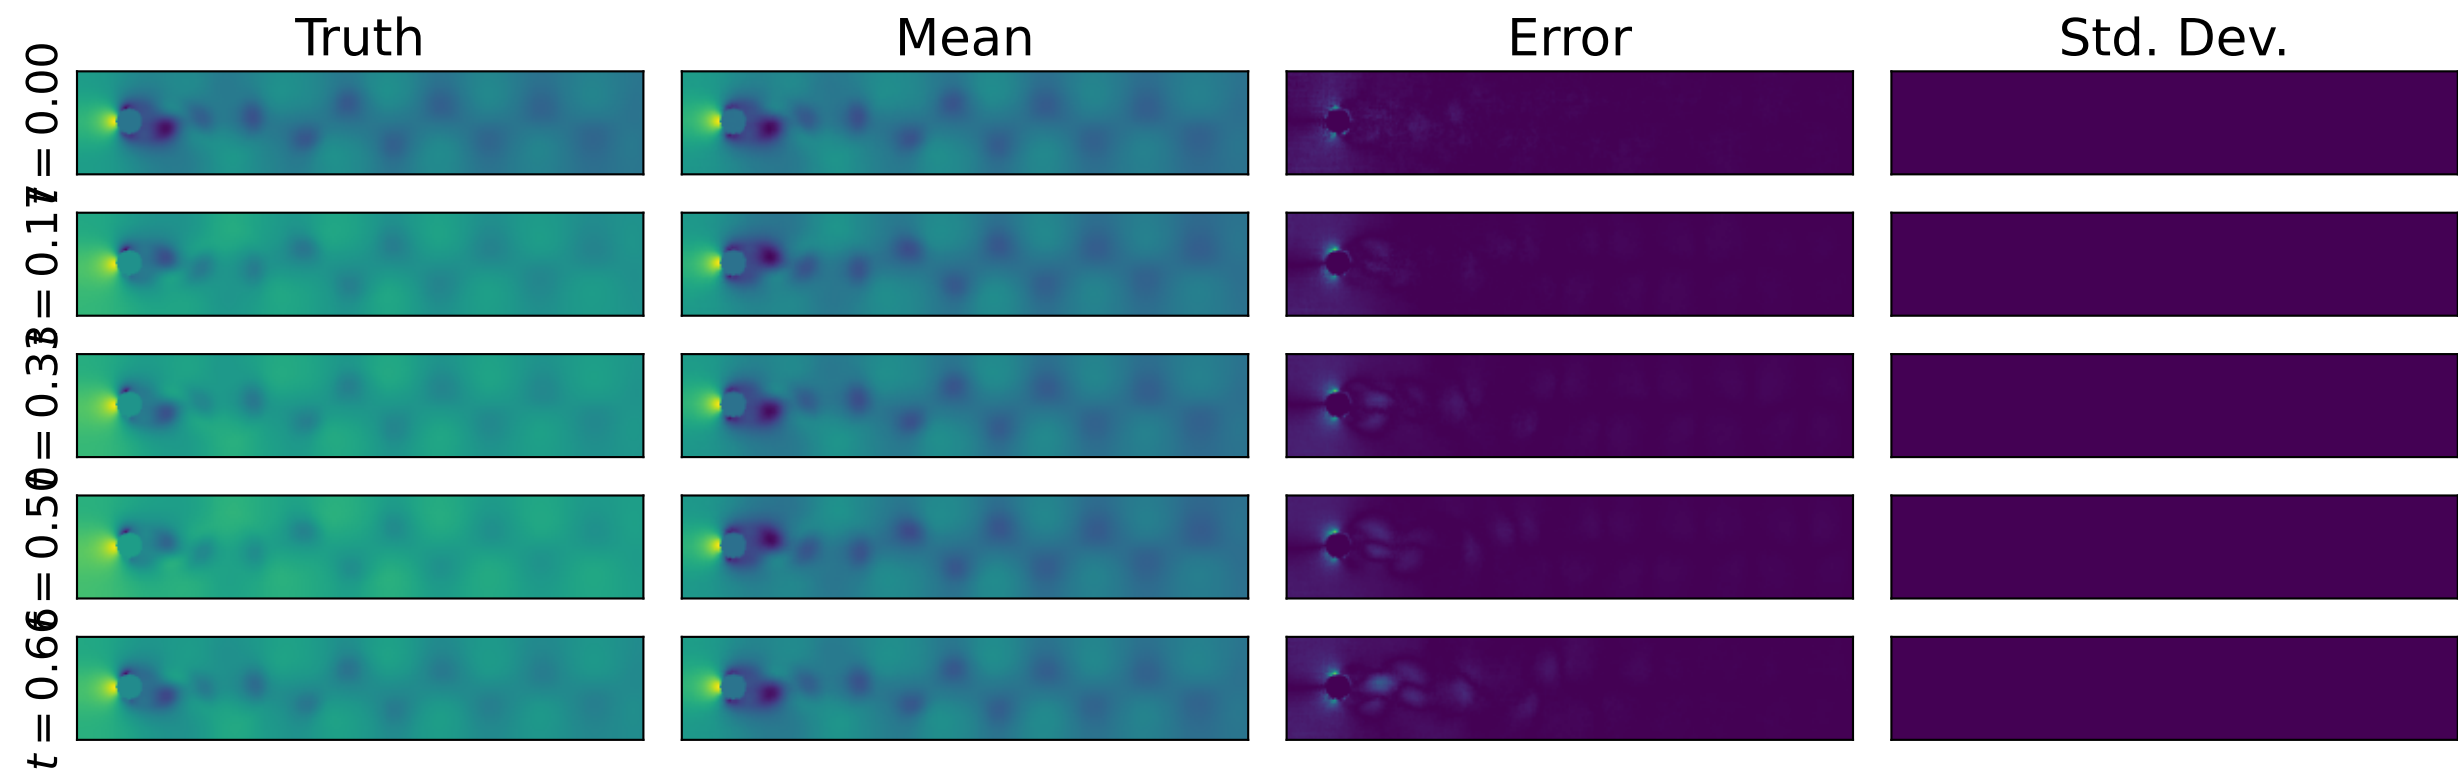 Truth Mean Error Std. Dev.
t = 0.00
t = 0.17
t = 0.33
t = 0.50
t = 0.66